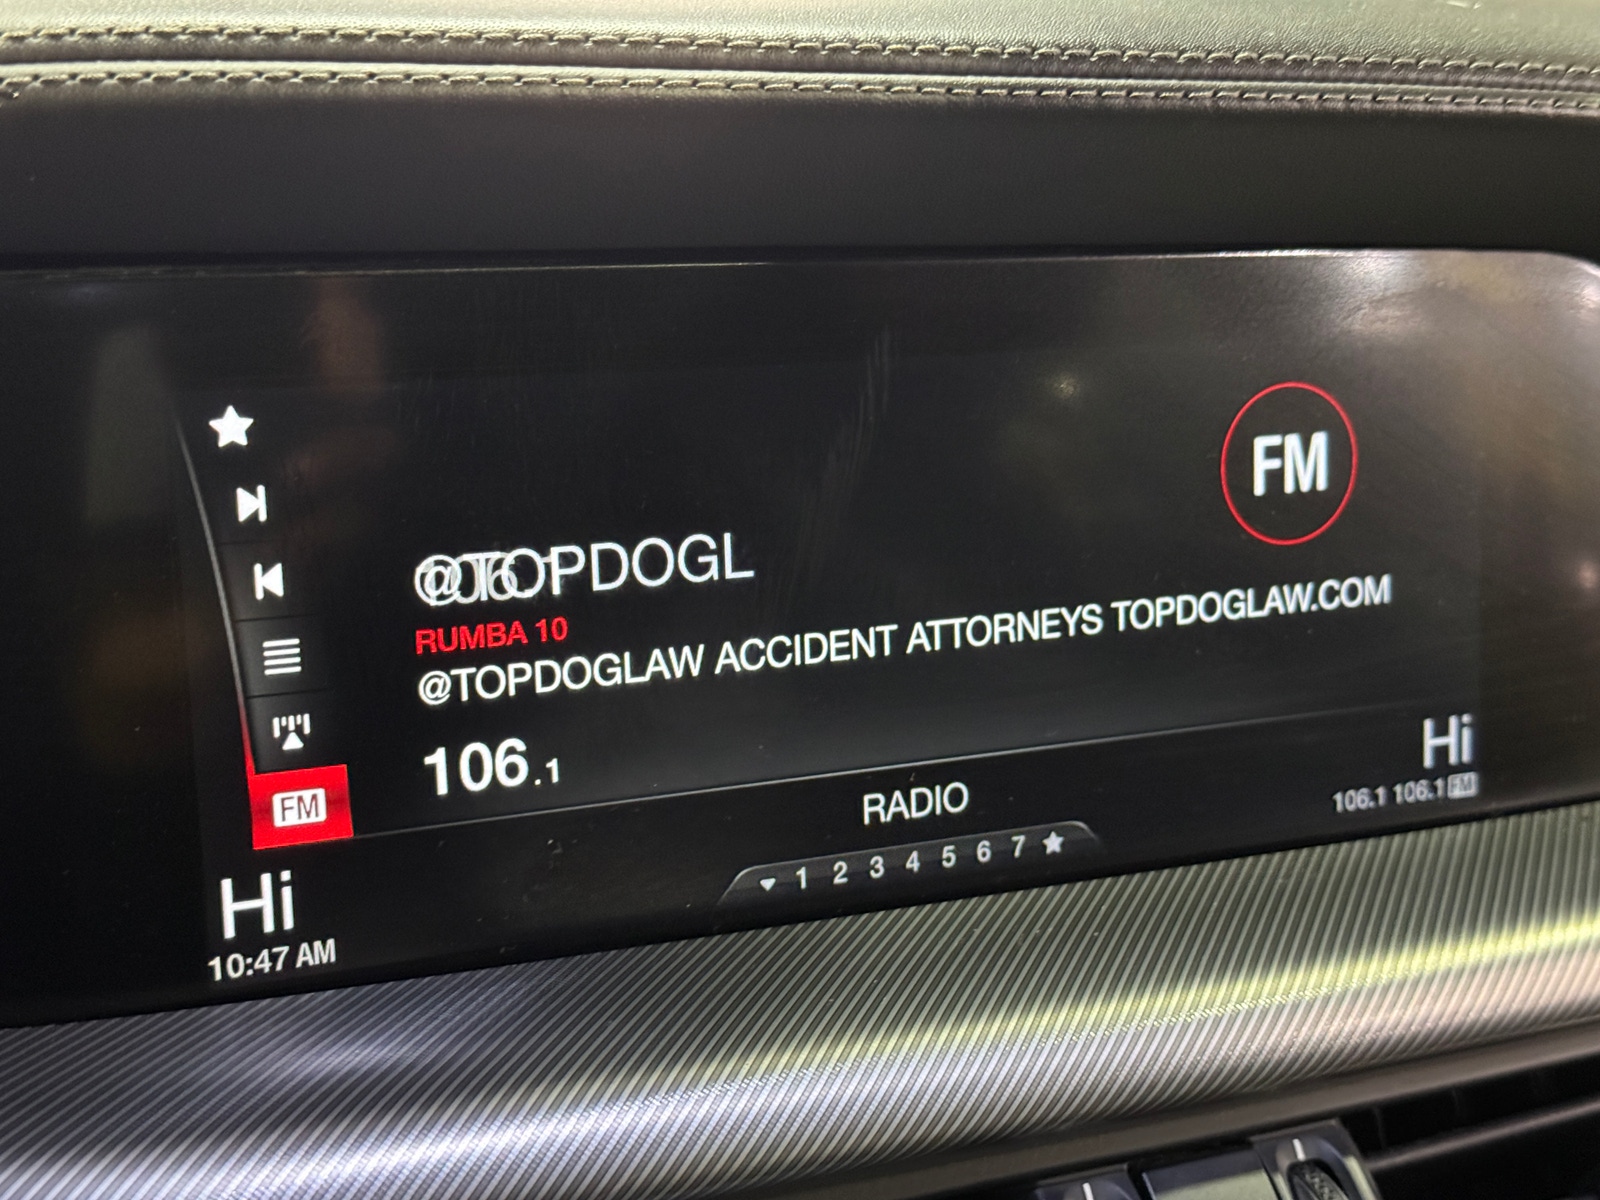 FM
@TOPDOGL
RUMBA 10
@TOPDOGLAW ACCIDENT ATTORNEYS TOPDOGLAW.COM
106.1
FM
RADIO
Hi
106.1 106.1 FM
1 2 3 4 5 6 7
Hi
10:47 AM